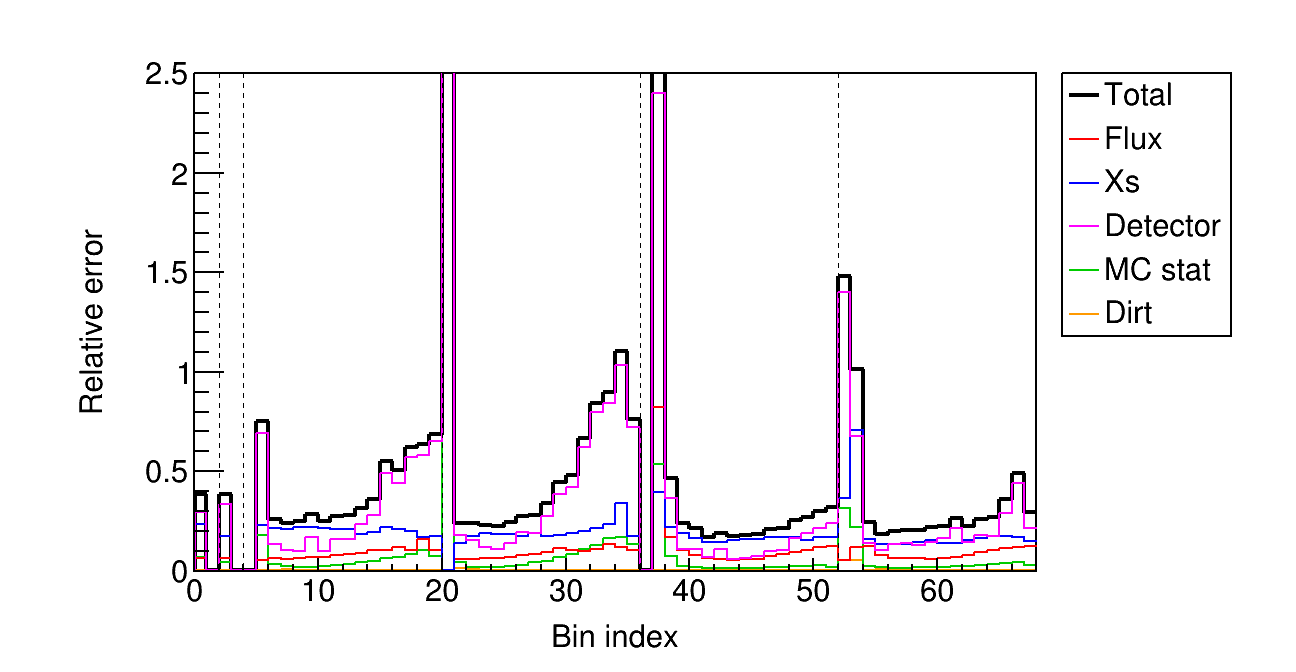 2.5
2
1.5
1
0.5
0
0 10 20 30 40 50 60
Relative error
Bin index
Total
Flux
Xs
Detector
MC stat
Dirt